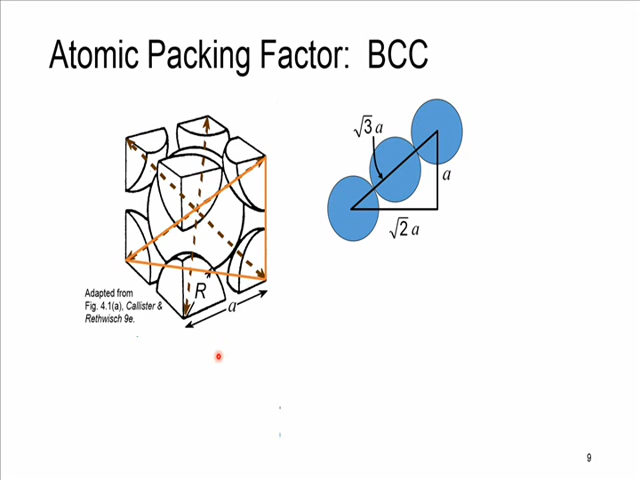 Atomic Packing Factor:  BCC
√3 a
a
√2 a
R
a
Adapted from
Fig. 4.1(a), Callister &
Rethwisch 9e.
9